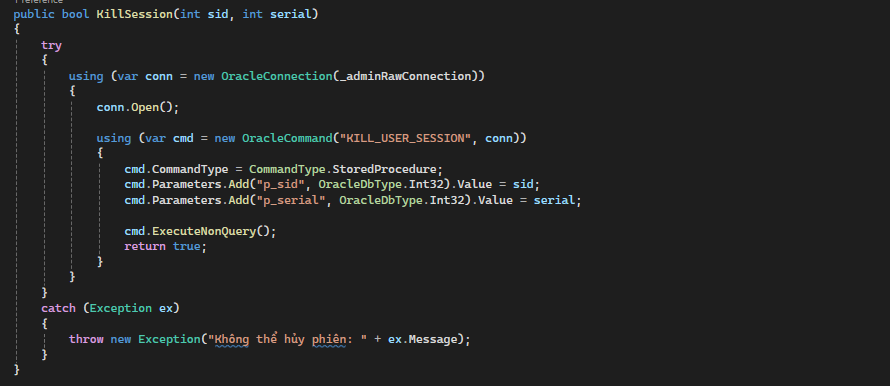 1 reference
public bool KillSession(int sid, int serial)
{
    try
    {
        using (var conn = new OracleConnection(_adminRawConnection))
        {
            conn.Open();

            using (var cmd = new OracleCommand("KILL_USER_SESSION", conn))
            {
                cmd.CommandType = CommandType.StoredProcedure;
                cmd.Parameters.Add("p_sid", OracleDbType.Int32).Value = sid;
                cmd.Parameters.Add("p_serial", OracleDbType.Int32).Value = serial;

                cmd.ExecuteNonQuery();
                return true;
            }
        }
    }
    catch (Exception ex)
    {
        throw new Exception("Không thể hủy phiên: " + ex.Message);
    }
}